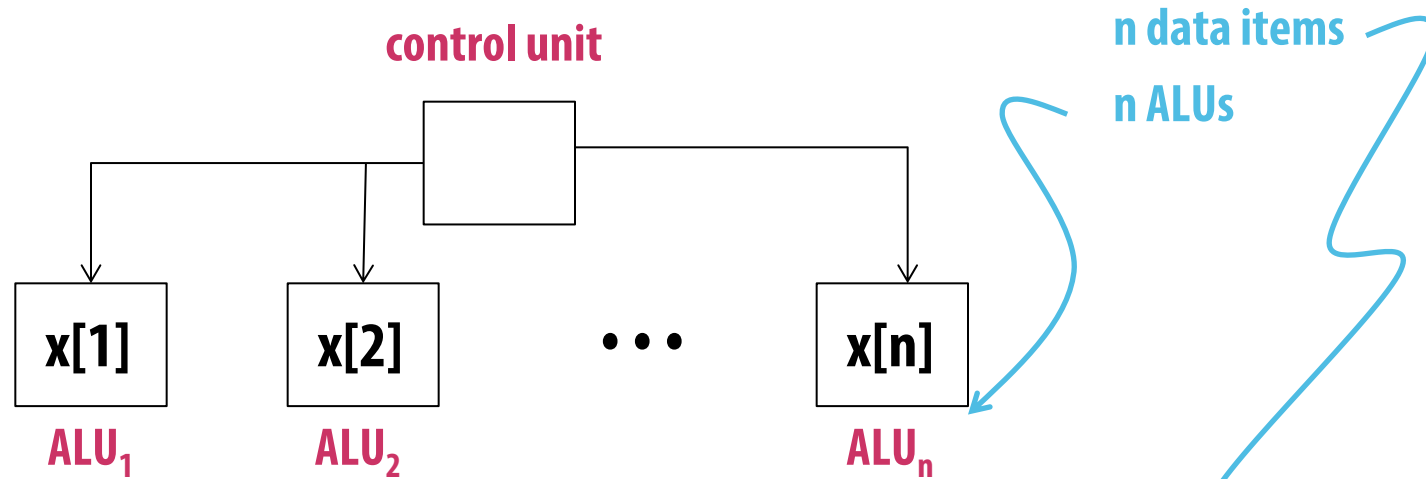 n data items
control unit
n ALUs
x[1] x[2] ••• x[n]
ALU₁ ALU₂ ALUₙ